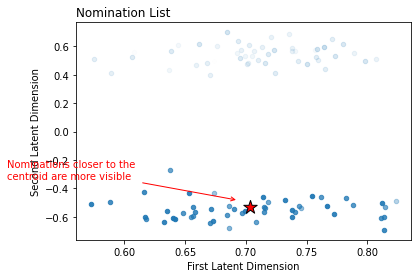 Nomination List
0.6
0.4
0.2
0.0
−0.2
−0.4
−0.6
Second Latent Dimension
Nominations closer to the
centroid are more visible
0.60
0.65
0.70
0.75
0.80
First Latent Dimension